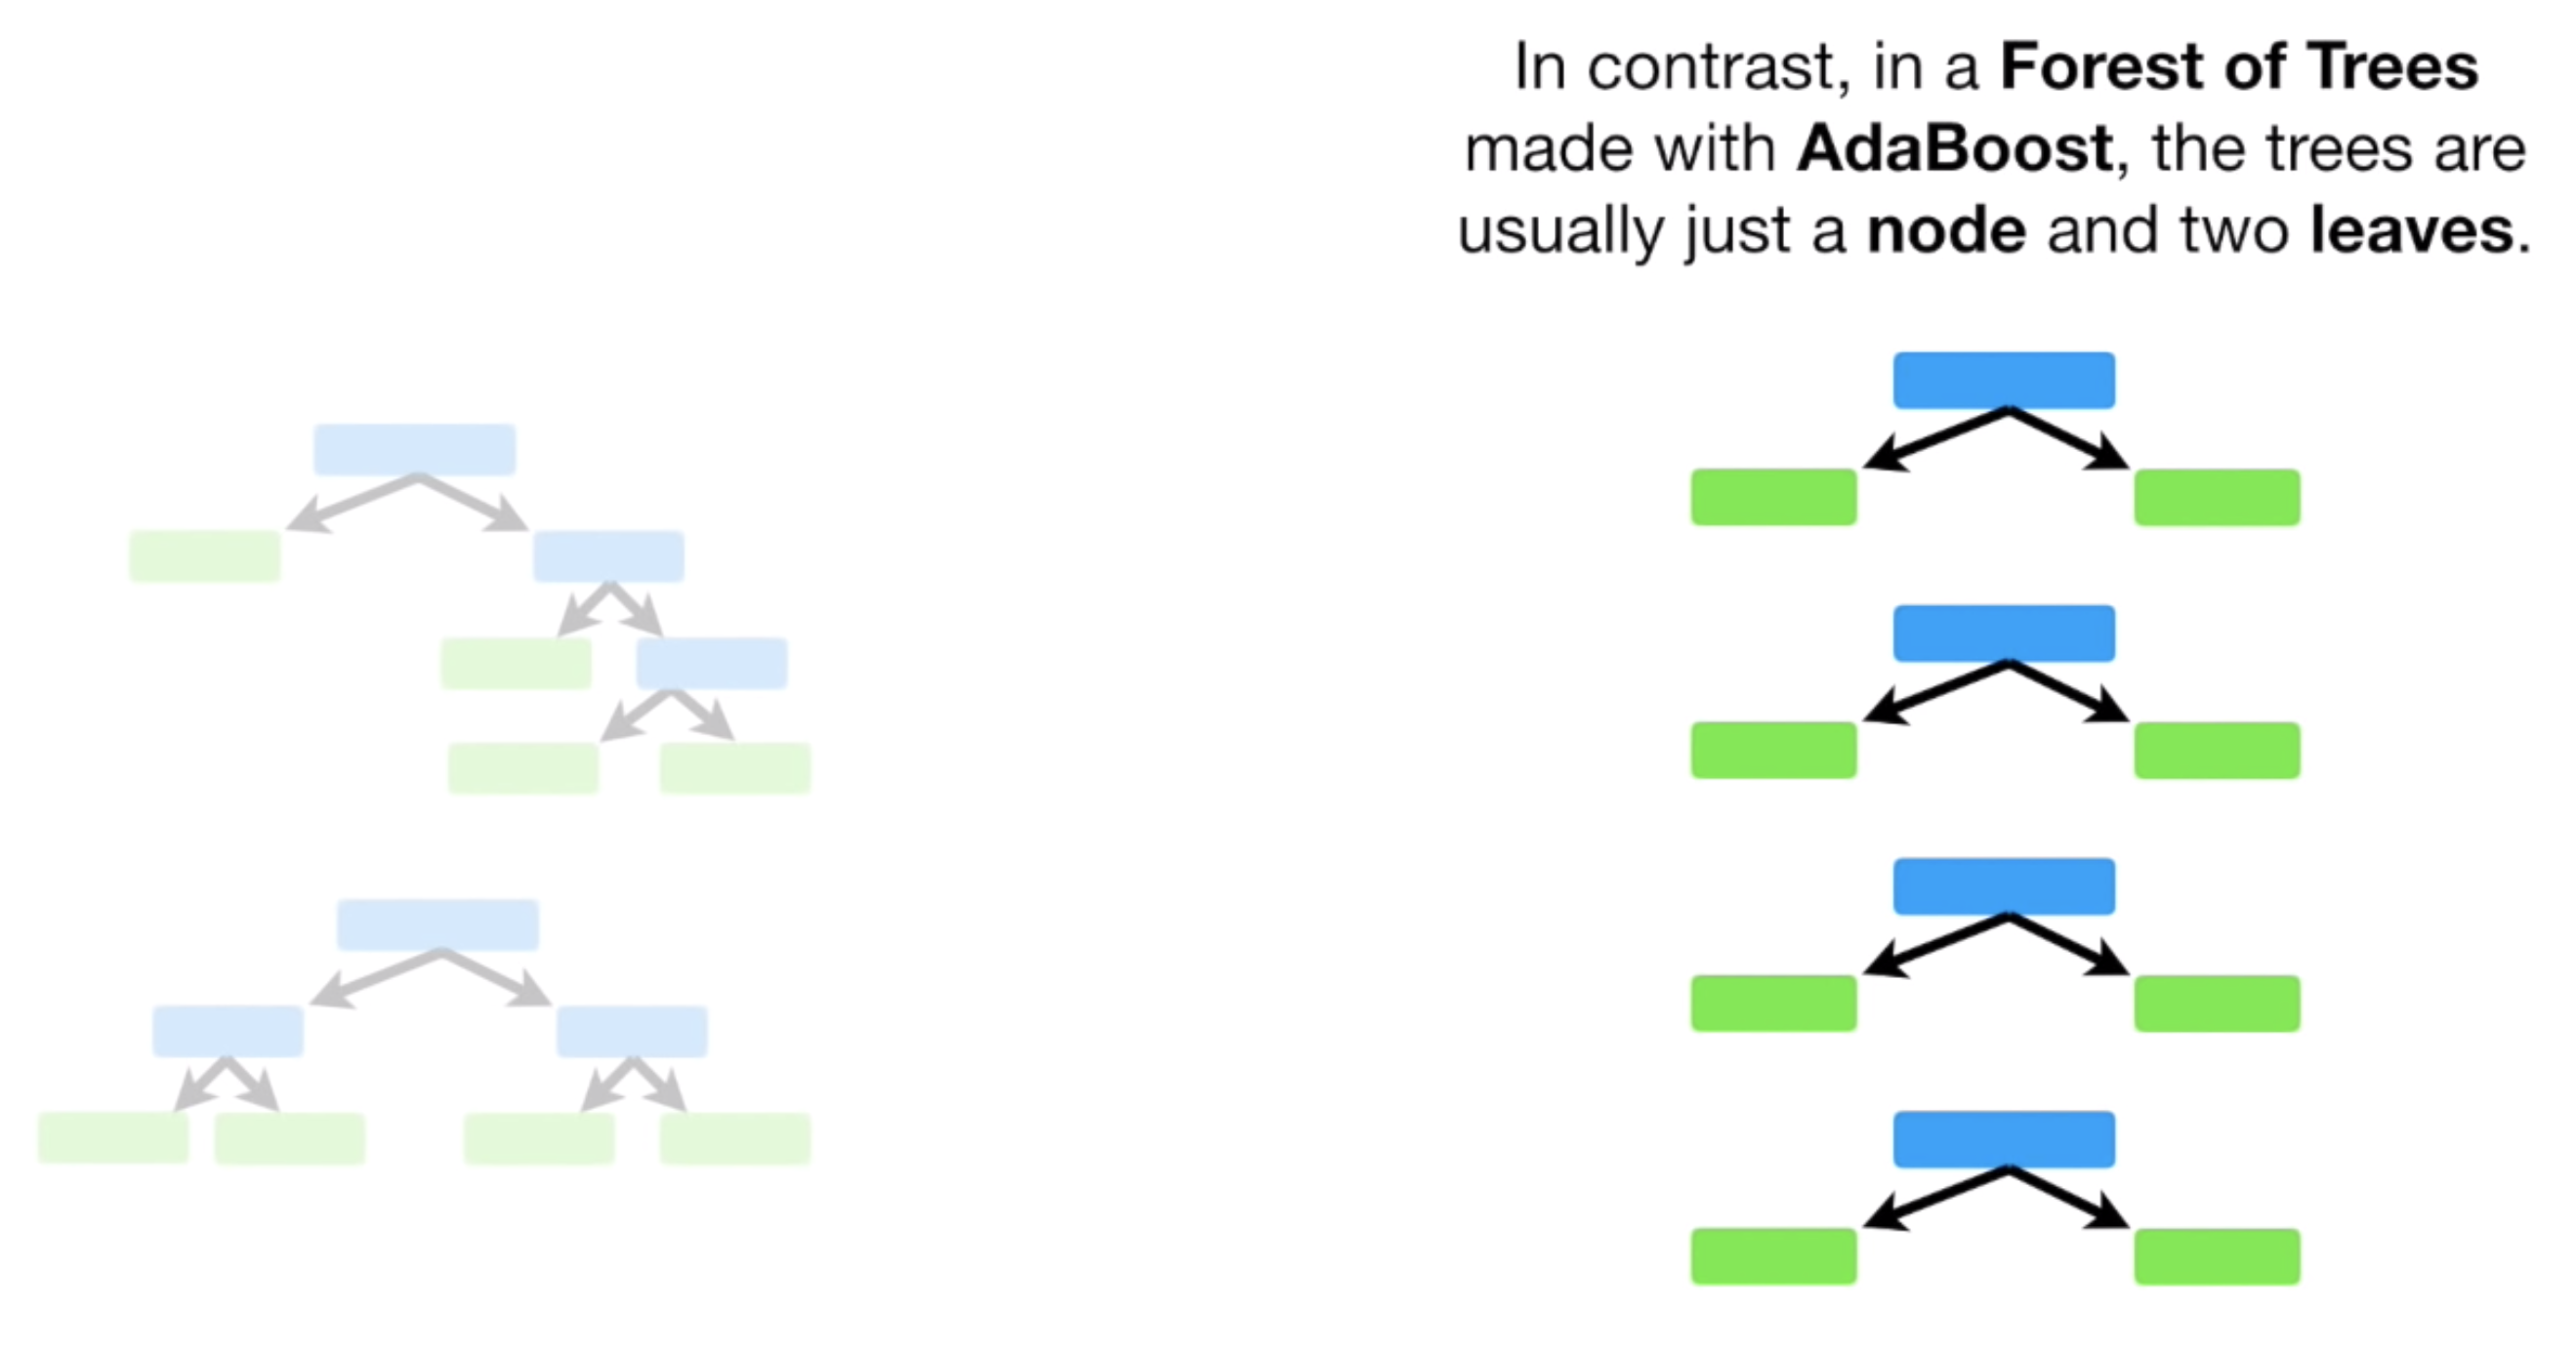 In contrast, in a Forest of Trees
made with AdaBoost, the trees are
usually just a node and two leaves.